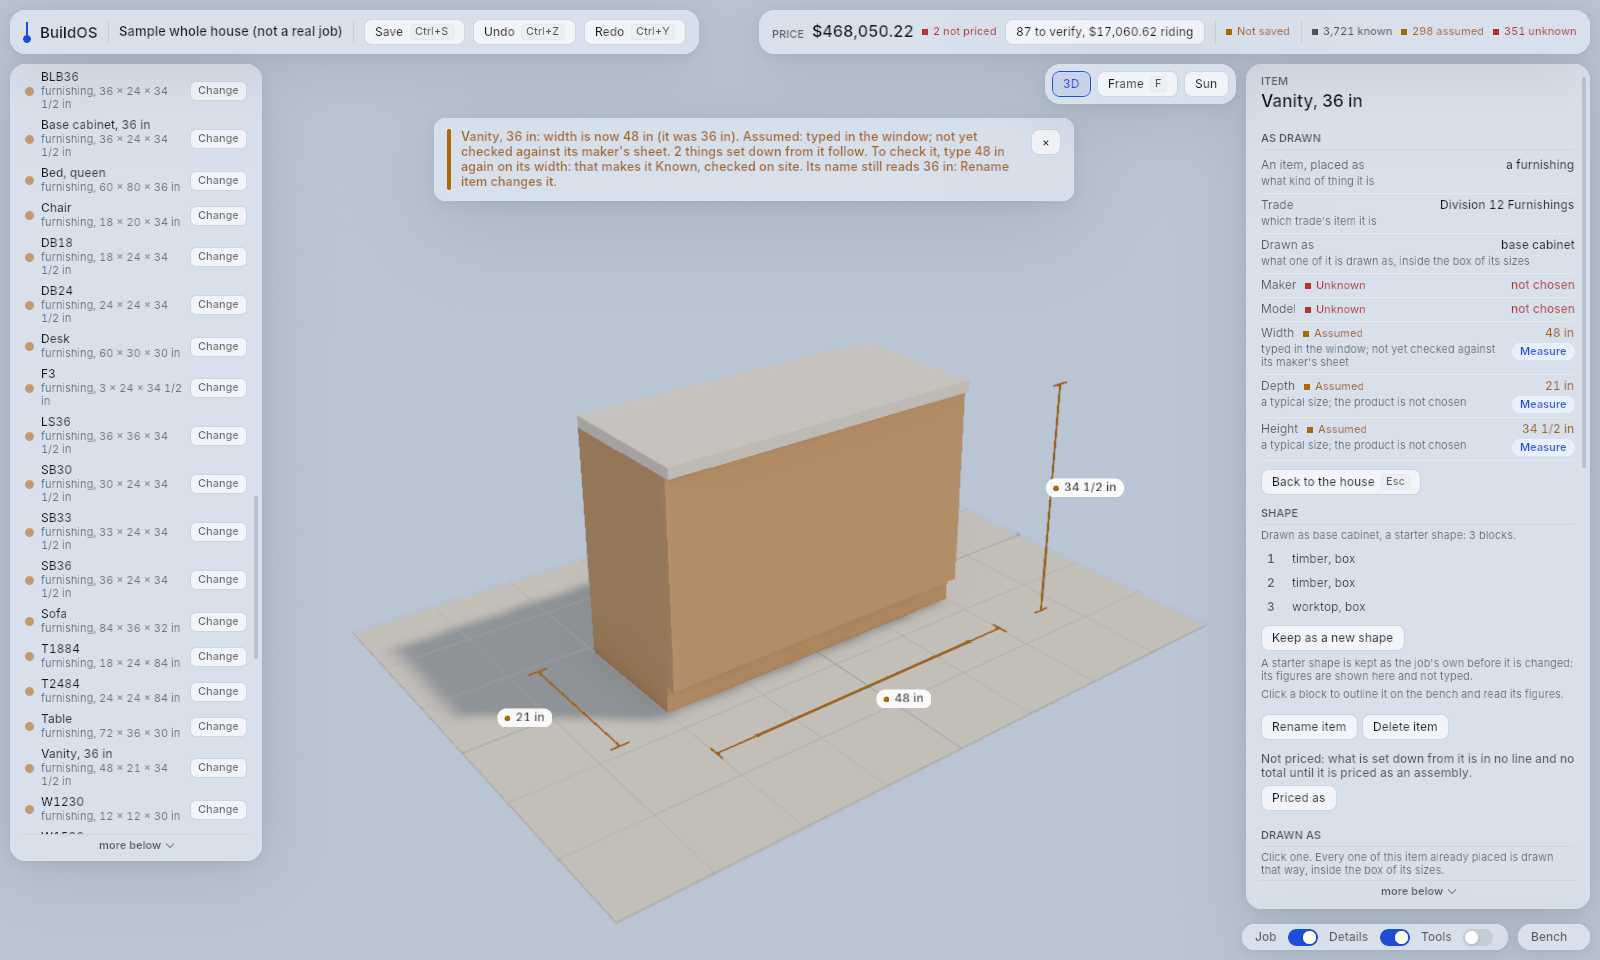 BuildOS
Sample whole house (not a real job)
Save Ctrl+S
Undo Ctrl+Z
Redo Ctrl+Y
PRICE $468,050.22
2 not priced
87 to verify, $17,060.62 riding
Not saved
3,721 known
298 assumed
351 unknown
BLB36
furnishing, 36 × 24 × 34
1/2 in
Change
Base cabinet, 36 in
furnishing, 36 × 24 × 34
1/2 in
Change
Bed, queen
furnishing, 60 × 80 × 36 in
Change
Chair
furnishing, 18 × 20 × 34 in
Change
DB18
furnishing, 18 × 24 × 34
1/2 in
Change
DB24
furnishing, 24 × 24 × 34
1/2 in
Change
Desk
furnishing, 60 × 30 × 30 in
Change
F3
furnishing, 3 × 24 × 34 1/2
in
Change
LS36
furnishing, 36 × 36 × 34
1/2 in
Change
SB30
furnishing, 30 × 24 × 34
1/2 in
Change
SB33
furnishing, 33 × 24 × 34
1/2 in
Change
SB36
furnishing, 36 × 24 × 34
1/2 in
Change
Sofa
furnishing, 84 × 36 × 32 in
Change
T1884
furnishing, 18 × 24 × 84 in
Change
T2484
furnishing, 24 × 24 × 84 in
Change
Table
furnishing, 72 × 36 × 30 in
Change
Vanity, 36 in
furnishing, 48 × 21 × 34
1/2 in
Change
W1230
furnishing, 12 × 12 × 30 in
Change
more below
3D
Frame F
Sun
Vanity, 36 in: width is now 48 in (it was 36 in). Assumed: typed in the window; not yet
checked against its maker's sheet. 2 things set down from it follow. To check it, type 48 in
again on its width: that makes it Known, checked on site. Its name still reads 36 in: Rename
item changes it.
×
34 1/2 in
48 in
21 in
ITEM
Vanity, 36 in
AS DRAWN
An item, placed as a furnishing
what kind of thing it is
Trade Division 12 Furnishings
which trade's item it is
Drawn as base cabinet
what one of it is drawn as, inside the box of its sizes
Maker Unknown not chosen
Model Unknown not chosen
Width Assumed 48 in
typed in the window; not yet checked against
its maker's sheet
Measure
Depth Assumed 21 in
a typical size; the product is not chosen
Measure
Height Assumed 34 1/2 in
a typical size; the product is not chosen
Measure
Back to the house Esc
SHAPE
Drawn as base cabinet, a starter shape: 3 blocks.
1 timber, box
2 timber, box
3 worktop, box
Keep as a new shape
A starter shape is kept as the job's own before it is changed:
its figures are shown here and not typed.
Click a block to outline it on the bench and read its figures.
Rename item
Delete item
Not priced: what is set down from it is in no line and no
total until it is priced as an assembly.
Priced as
DRAWN AS
Click one. Every one of this item already placed is drawn
that way, inside the box of its sizes.
more below
Job
Details
Tools
Bench